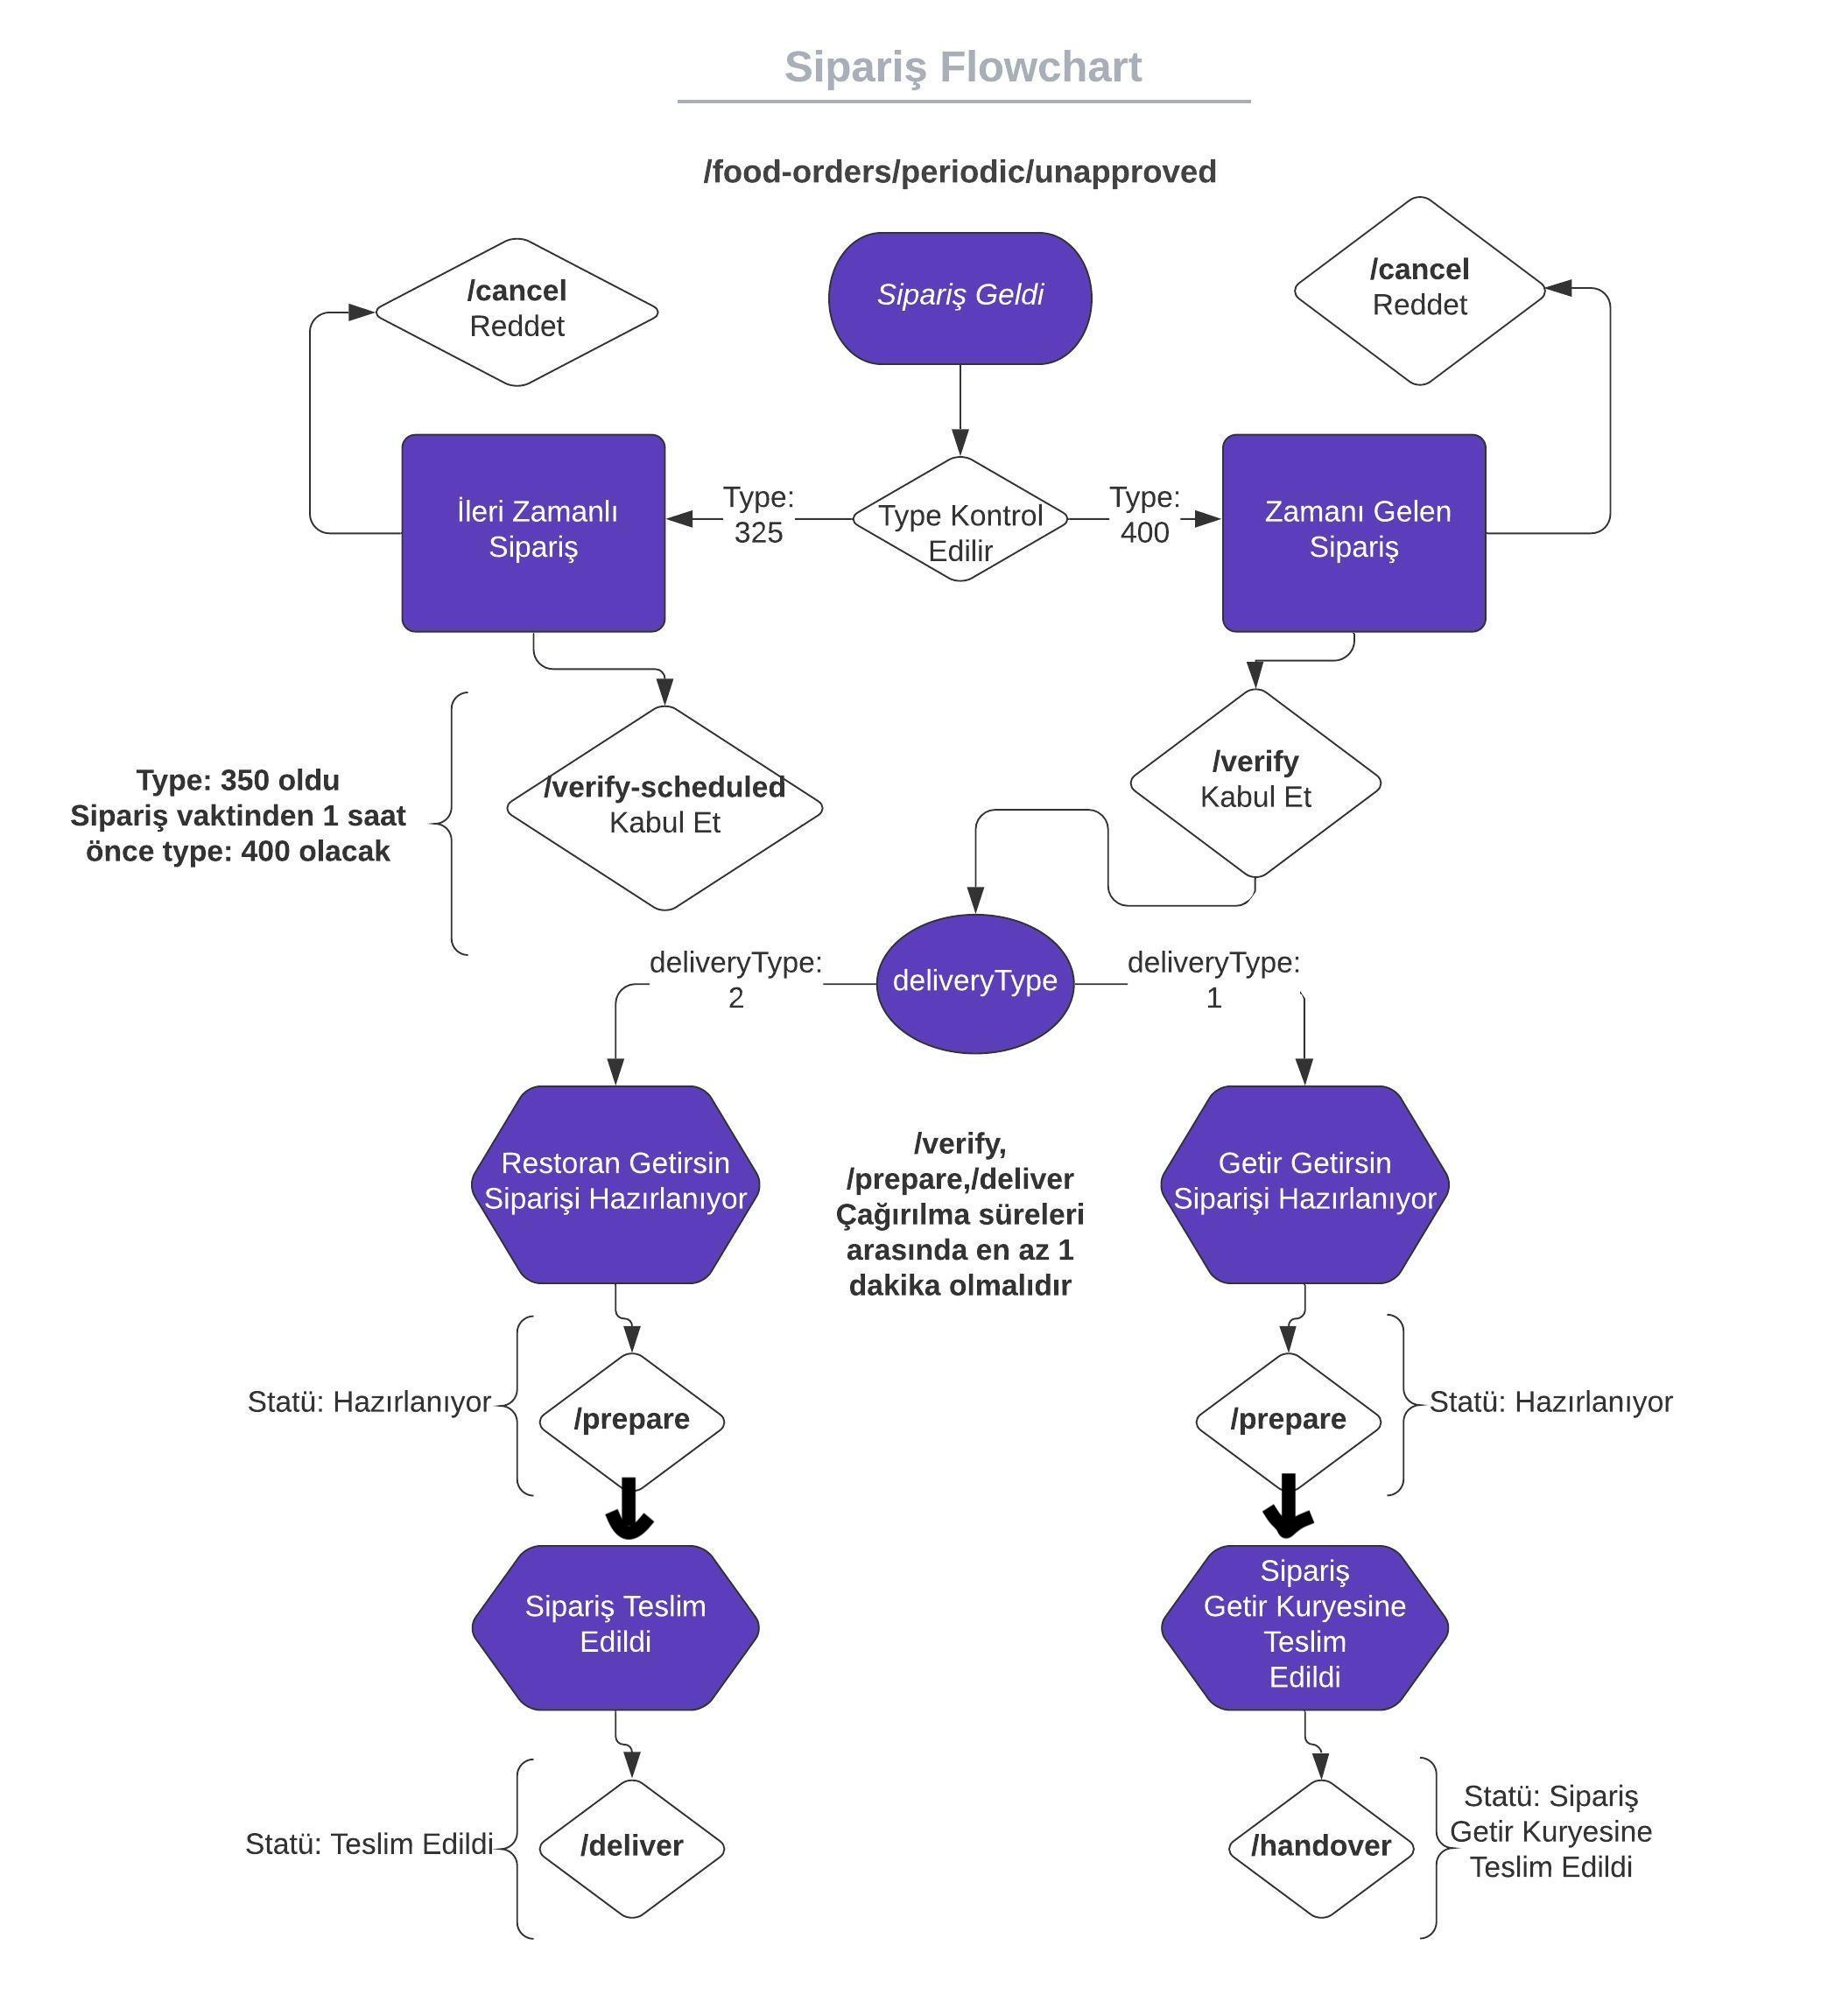 Sipariş Flowchart
/food-orders/periodic/unapproved
/cancel
Reddet
Sipariş Geldi
/cancel
Reddet
İleri Zamanlı
Sipariş
Type:
325
Type Kontrol
Edilir
Type:
400
Zamanı Gelen
Sipariş
Type: 350 oldu
Sipariş vaktinden 1 saat
önce type: 400 olacak
/verify-scheduled
Kabul Et
/verify
Kabul Et
deliveryType:
2
deliveryType
deliveryType:
1
Restoran Getirsin
Siparişi Hazırlanıyor
/verify,
/prepare,/deliver
Çağırılma süreleri
arasında en az 1
dakika olmalıdır
Getir Getirsin
Siparişi Hazırlanıyor
Statü: Hazırlanıyor
/prepare
/prepare
Statü: Hazırlanıyor
Sipariş Teslim
Edildi
Sipariş
Getir Kuryesine
Teslim
Edildi
Statü: Teslim Edildi
/deliver
/handover
Statü: Sipariş
Getir Kuryesine
Teslim Edildi